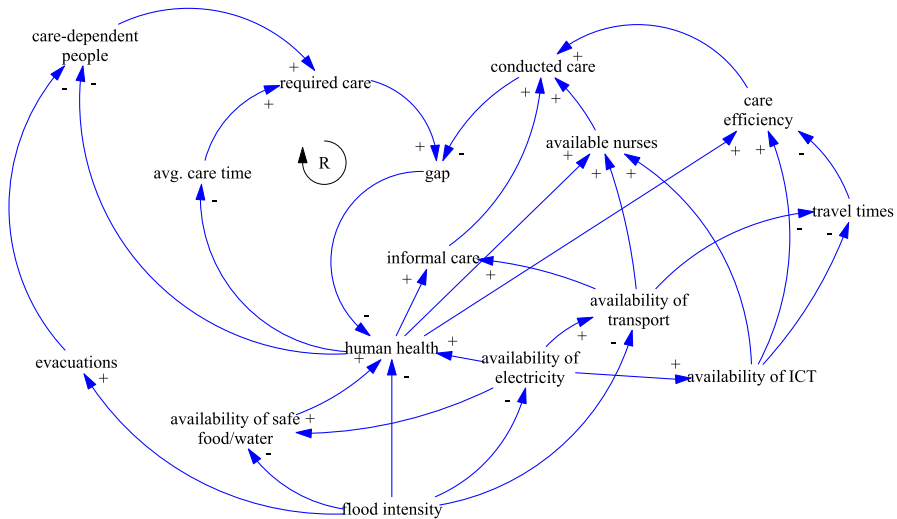 care-dependent
people
required care
conducted care
care
efficiency
available nurses
avg. care time
R
gap
travel times
informal care
availability of
transport
human health
evacuations
availability of
electricity
availability of ICT
availability of safe
food/water
flood intensity
+
+
-
-
+
+
+
+
-
-
+
+
+
+
+
-
-
-
-
+
+
-
+
+
-
+
-
+
-
+
-
+
-